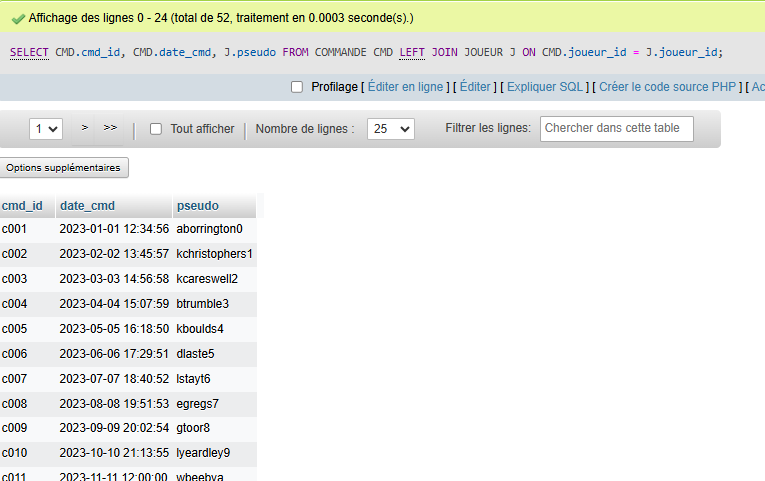 Affichage des lignes 0 - 24 (total de 52, traitement en 0.0003 seconde(s).)
SELECT CMD.cmd_id, CMD.date_cmd, J.pseudo FROM COMMANDE CMD LEFT JOIN JOUEUR J ON CMD.joueur_id = J.joueur_id;
Profilage [ Éditer en ligne ] [ Éditer ] [ Expliquer SQL ] [ Créer le code source PHP ] [ Ac
1 > >> Tout afficher Nombre de lignes : 25 Filtrer les lignes: Chercher dans cette table
Options supplémentaires
cmd_id date_cmd pseudo
c001 2023-01-01 12:34:56 aborrington0
c002 2023-02-02 13:45:57 kchristophers1
c003 2023-03-03 14:56:58 kcareswell2
c004 2023-04-04 15:07:59 btrumble3
c005 2023-05-05 16:18:50 kboulds4
c006 2023-06-06 17:29:51 dlaste5
c007 2023-07-07 18:40:52 lstayt6
c008 2023-08-08 19:51:53 egregs7
c009 2023-09-09 20:02:54 gtoor8
c010 2023-10-10 21:13:55 lyeardley9
c011 2023-11-11 12:00:00 wbeebya